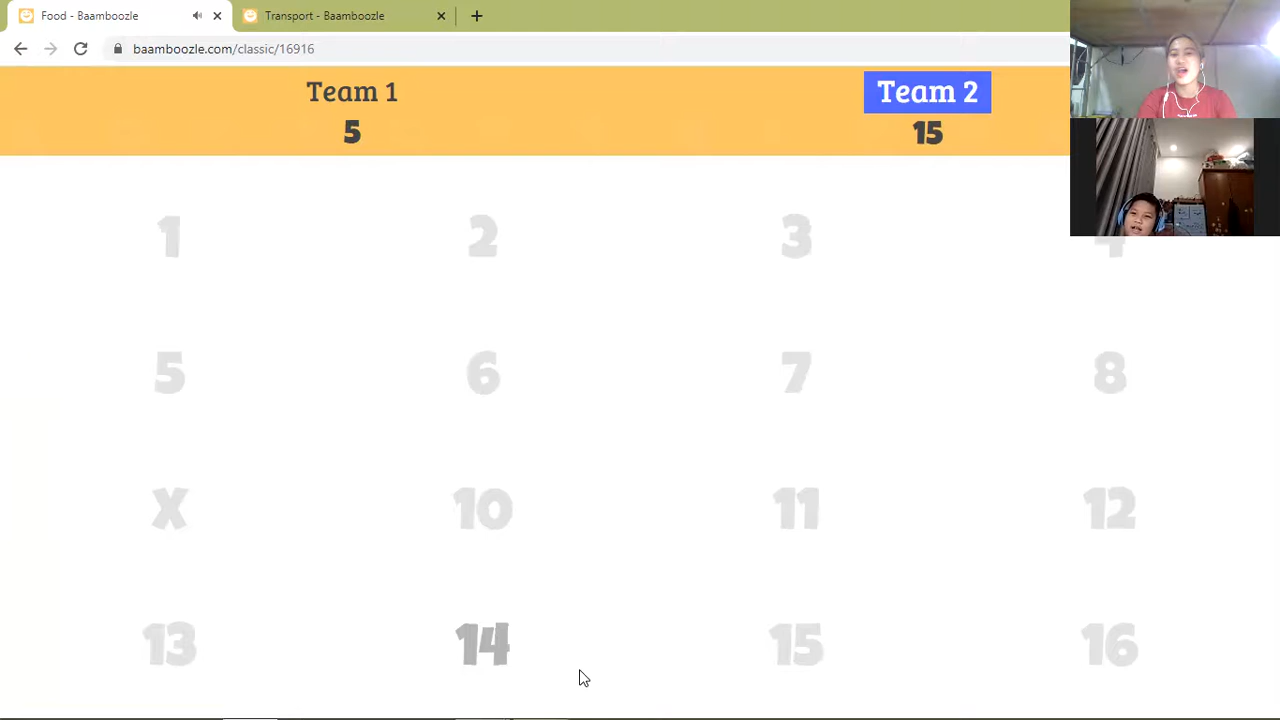 Food - Baamboozle
Transport - Baamboozle
baamboozle.com/classic/16916
Team 1
Team 2
5
15
1
2
3
4
5
6
7
8
X
10
11
12
13
14
15
16